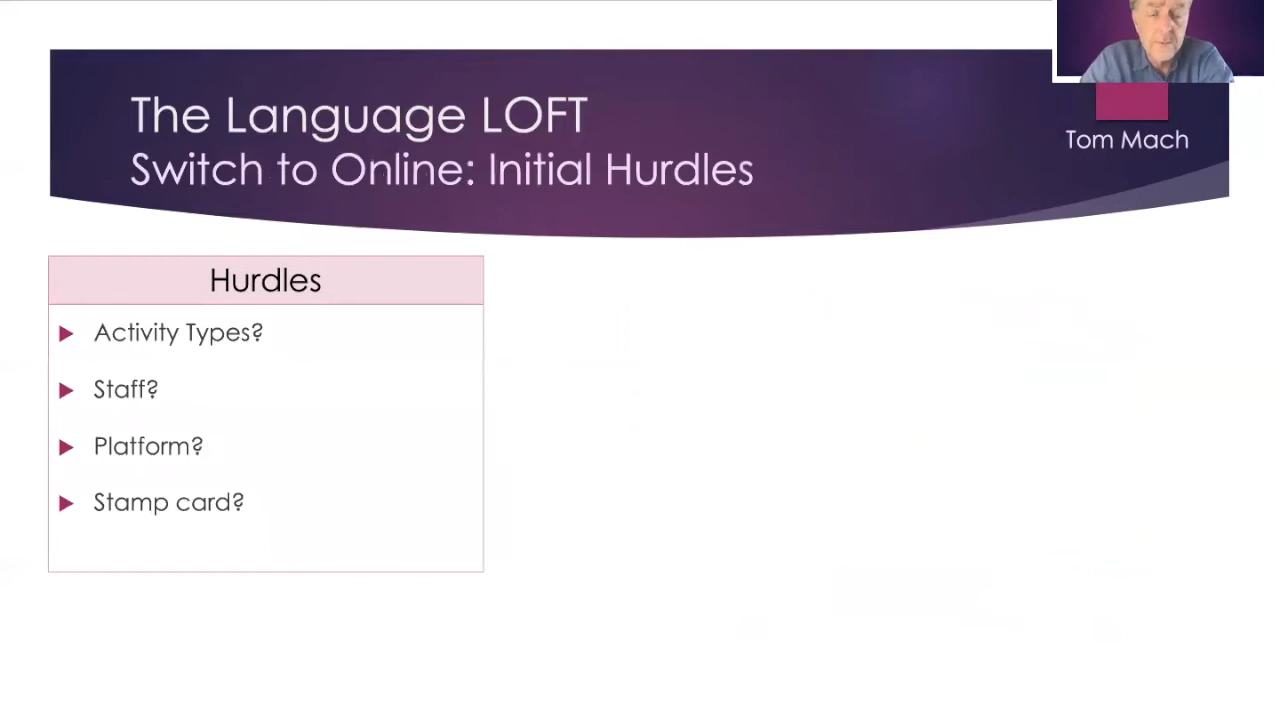 The Language LOFT
Switch to Online: Initial Hurdles
Tom Mach
Hurdles
Activity Types?
Staff?
Platform?
Stamp card?